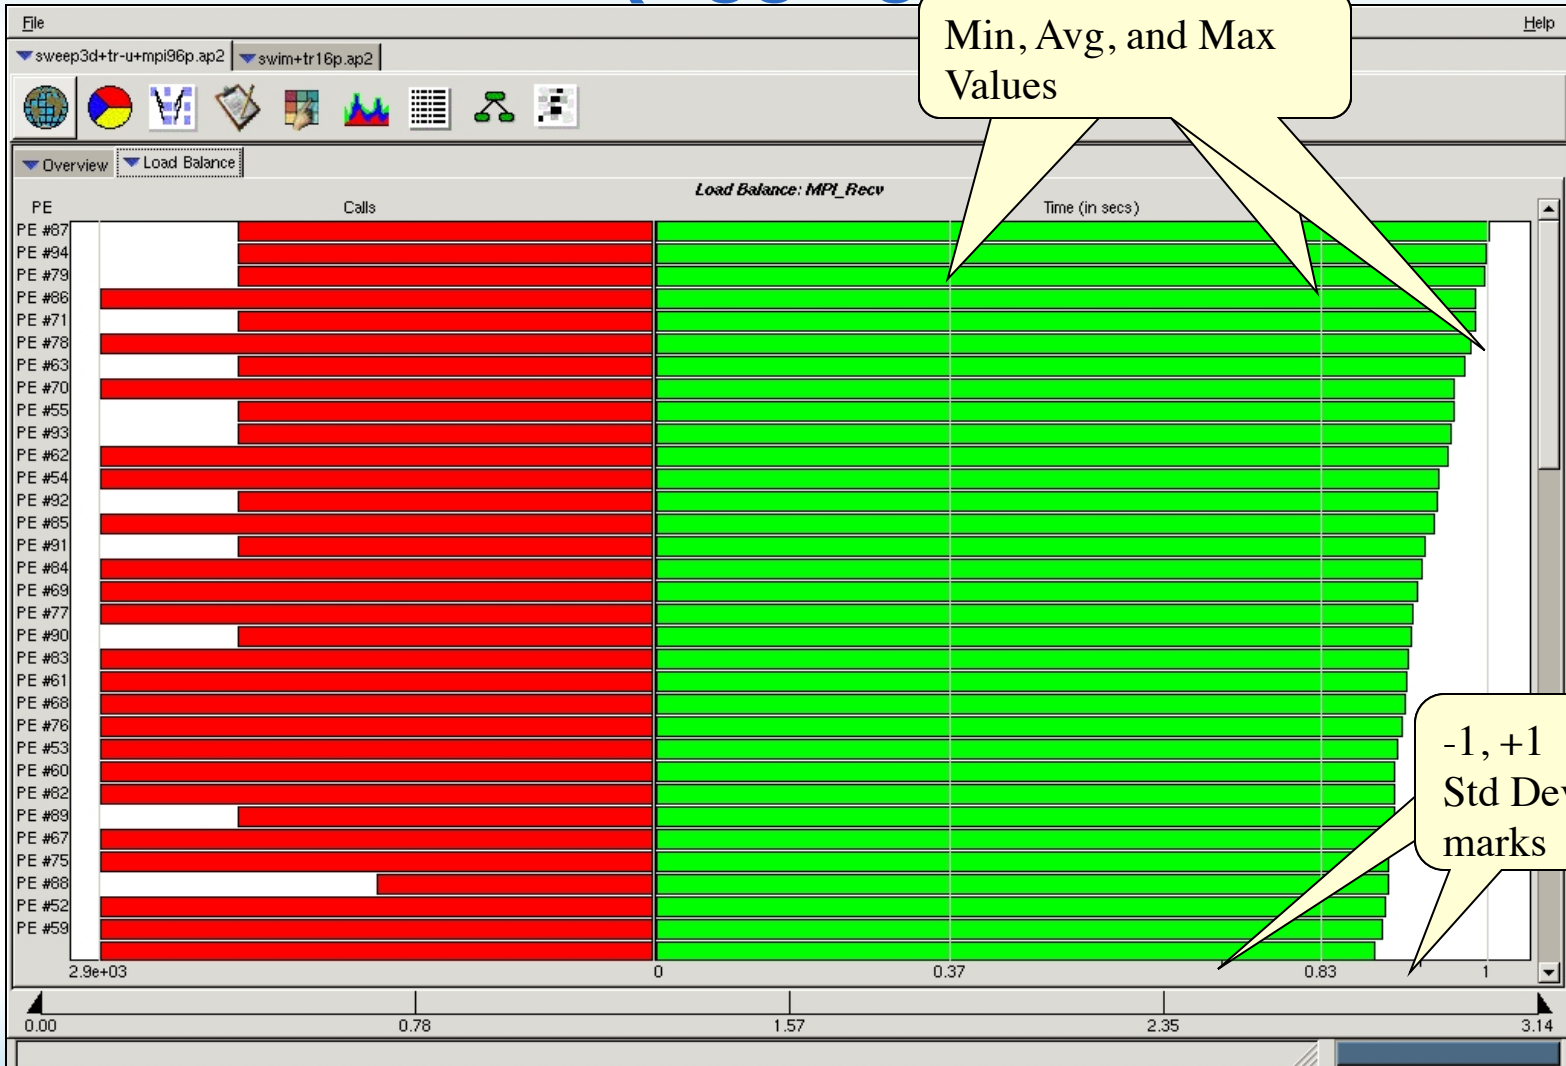 File
Help
Min, Avg, and Max
Values
sweep3d+tr-u+mpi96p.ap2
swim+tr16p.ap2
Overview
Load Balance
Load Balance: MPI_Recv
PE
Calls
Time (in secs)
PE #87
PE #94
PE #79
PE #86
PE #71
PE #78
PE #63
PE #70
PE #55
PE #93
PE #62
PE #54
PE #92
PE #85
PE #91
PE #84
PE #69
PE #77
PE #90
PE #83
PE #61
PE #68
PE #76
PE #53
PE #60
PE #82
PE #89
PE #67
PE #75
PE #88
PE #52
PE #59
-1, +1
Std Dev
marks
2.9e+03
0
0.37
0.83
1
0.00
0.78
1.57
2.35
3.14